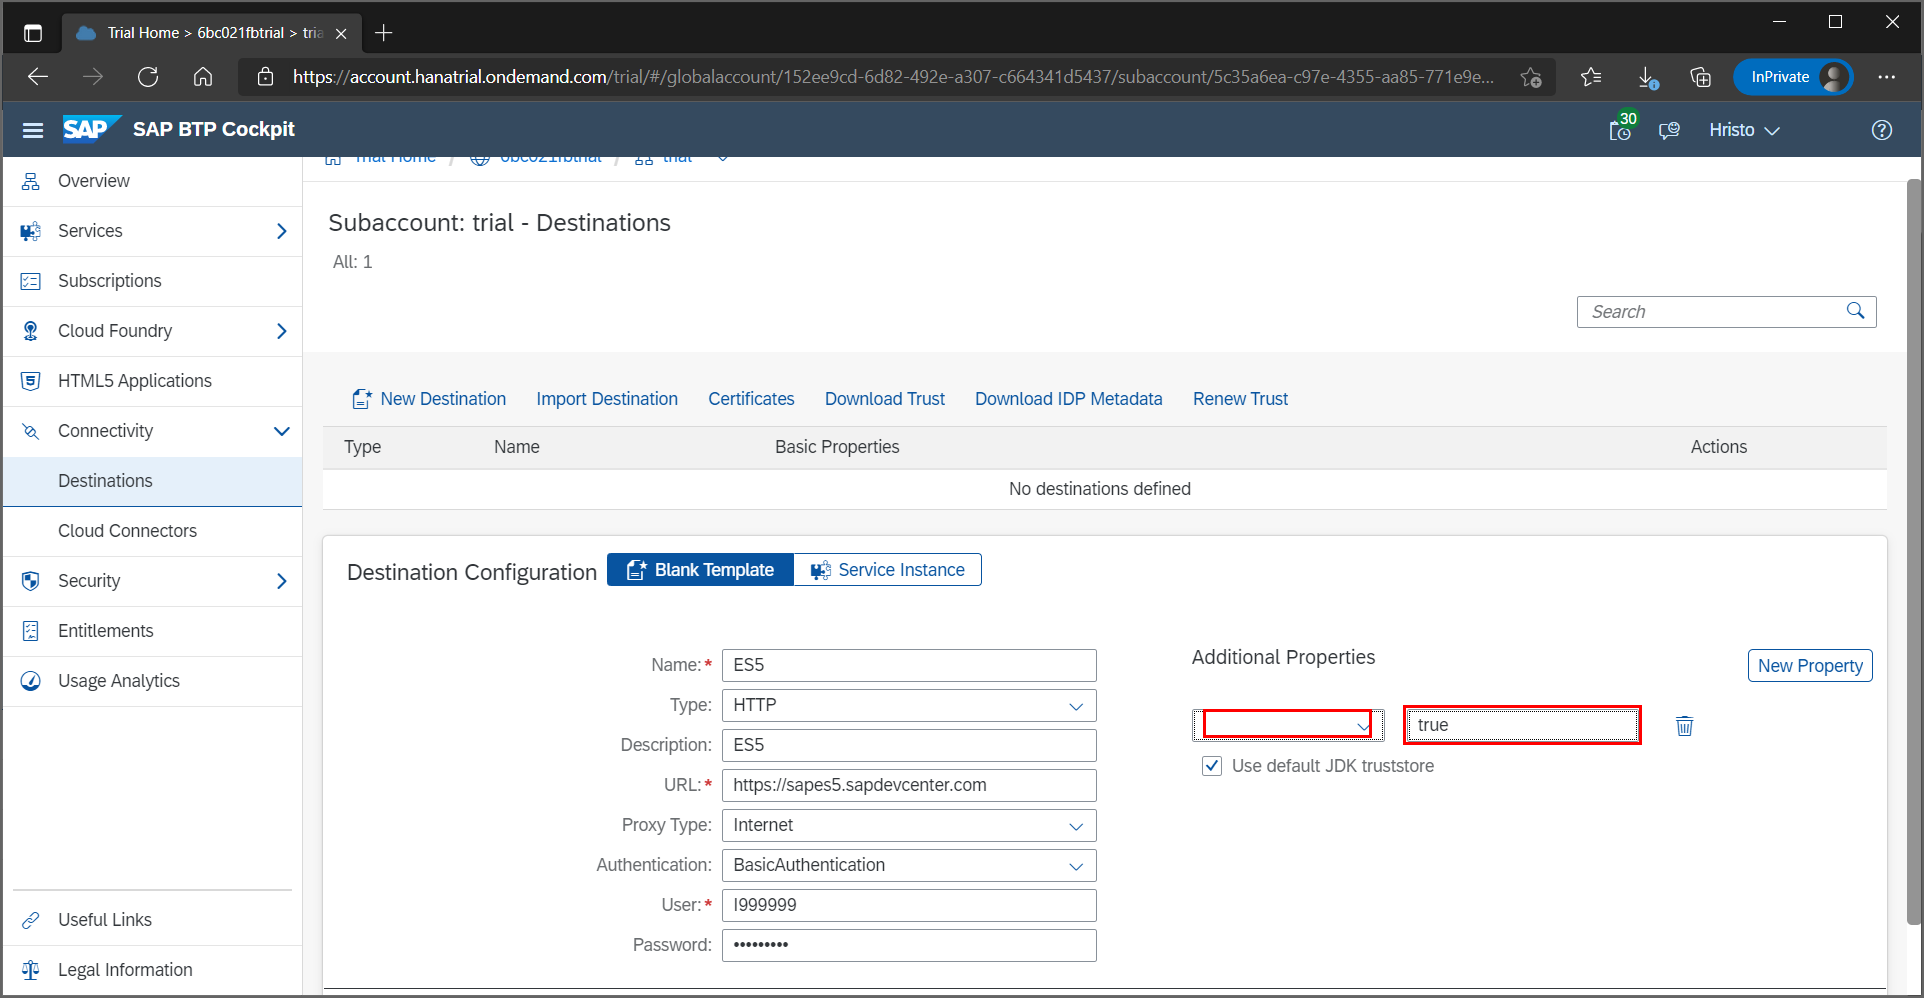 Trial Home > 6bc021fbtrial > tria
https://account.hanatrial.ondemand.com/trial/#/globalaccount/152ee9cd-6d82-492e-a307-c664341d5437/subaccount/5c35a6ea-c97e-4355-aa85-771e9e...
InPrivate
SAP SAP BTP Cockpit
30
Hristo
Trial Home / 6bc021fbtrial / trial
Overview
Services
Subscriptions
Cloud Foundry
HTML5 Applications
Connectivity
Destinations
Cloud Connectors
Security
Entitlements
Usage Analytics
Useful Links
Legal Information
Subaccount: trial - Destinations
All: 1
Search
New Destination Import Destination Certificates Download Trust Download IDP Metadata Renew Trust
Type Name Basic Properties Actions
No destinations defined
Destination Configuration Blank Template Service Instance
Name:* ES5
Type: HTTP
Description: ES5
URL:* https://sapes5.sapdevcenter.com
Proxy Type: Internet
Authentication: BasicAuthentication
User:* I999999
Password: •••••••••
Additional Properties
New Property
true
Use default JDK truststore